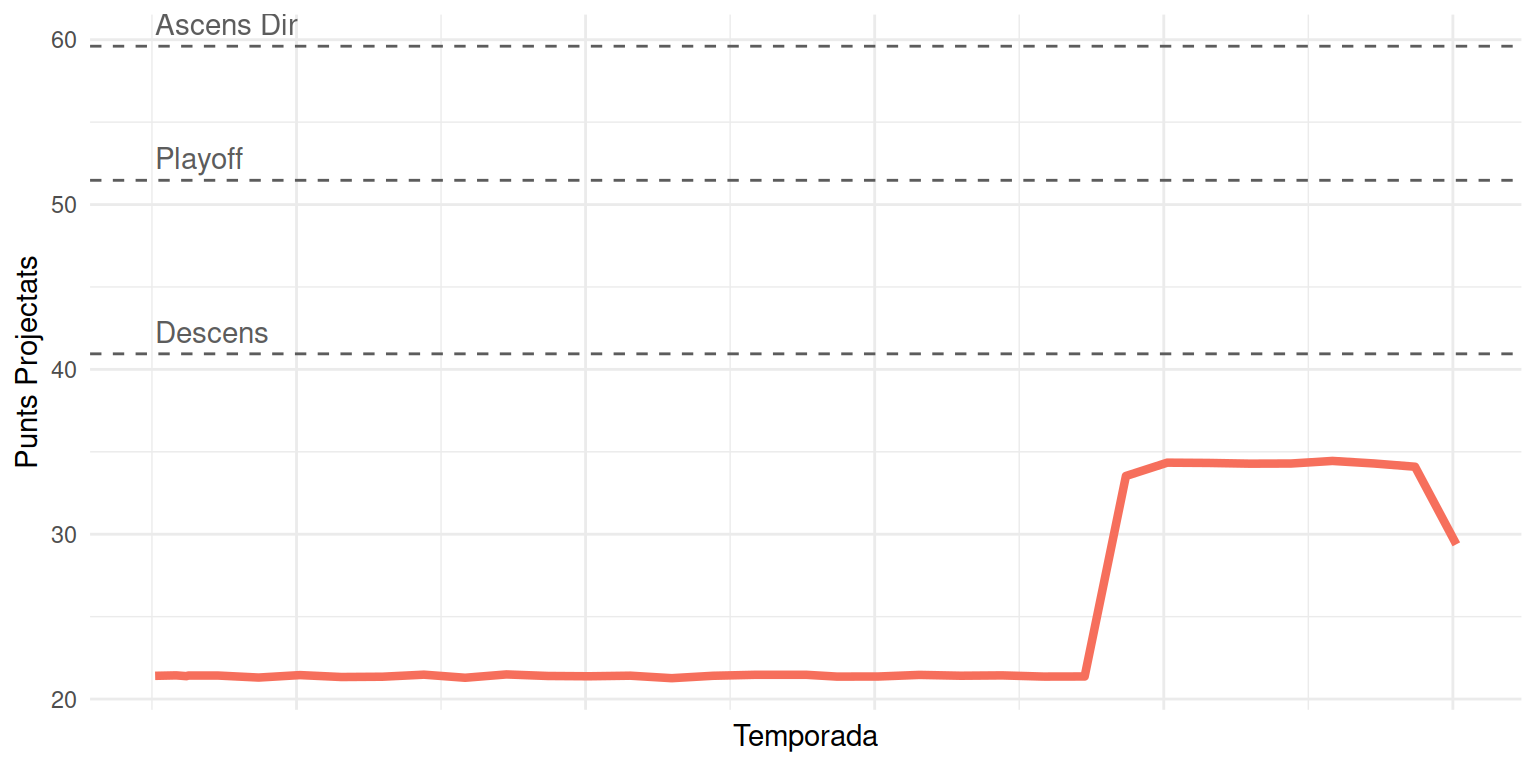 Ascens Dir
60
Playoff
50
Descens
40
30
20
Punts Projectats
Temporada